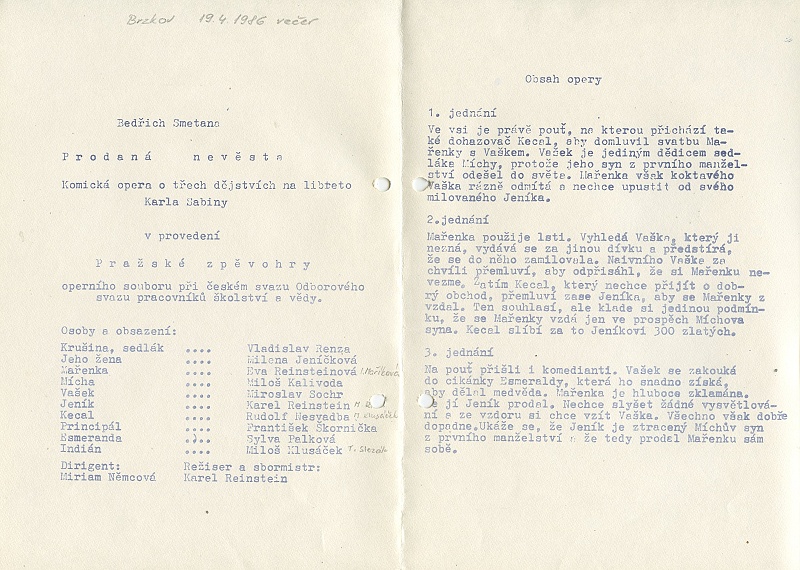 Brzkov 19.4.1986 večer
Bedřich Smetana
Prodaná nevěsta
Komická opera o třech dějstvích na libreto
Karla Sabiny
v provedení
Pražské zpěvohry
operního souboru při českém svazu Odborového
svazu pracovníků školství a vědy.
Osoby a obsazení:
Krušina, sedlák .... Vladislav Renza
Jeho žena .... Milena Jeníčková
Mařenka .... Eva Reinsteinová
Mícha .... Miloš Kalivoda
Vašek .... Miroslav Sochr
Jeník .... Karel Reinstein
Kecal .... Rudolf Nesvadba
Principál .... František Skornička
Esmeranda .... Sylva Palková
Indián .... Miloš Klusáček
Dirigent: Režiser a sbormistr:
Miriam Němcová Karel Reinstein
Obsah opery
1. jednání
Ve vsi je právě pouť, na kterou přichází ta-
ké dohazovač Kecal, aby domluvil svatbu Ma-
řenky s Vaškem. Vašek je jediným dědicem sed-
láka Míchy, protože jeho syn z prvního manžel-
ství odešel do světa. Mařenka však koktavého
Vaška rázně odmítá a nechce upustit od svého
milovaného Jeníka.
2.jednání
Mařenka použije lsti. Vyhledá Vaška, který ji
nezná, vydává se za jinou dívku a předstírá,
že se do něho zamilovala. Naivního Vaška za
chvíli přemluví, aby odpřisáhl, že si Mařenku ne-
vezme. Zatím Kecal, který nechce přijít o dob-
rý obchod, přemluví zase Jeníka, aby se Mařenky z
vzdal. Ten souhlasí, ale klade si jedinou podmín-
ku, že se Mařenky vzdá jen ve prospěch Míchova
syna. Kecal slíbí za to Jeníkovi 300 zlatých.
3. jednání
Na pouť přišli i komedianti. Vašek se zakouká
do cikánky Esmeraldy, která ho snadno získá,
aby dělal medvěda. Mařenka je hluboce zklamána.
že jí Jeník prodal. Nechce slyšet žádné vysvětlová-
ní a ze vzdoru si chce vzít Vaška. Všechno však dobře
dopadne.Ukáže se, že Jeník je ztracený Míchův syn
z prvního manželství a že tedy prodal Mařenku sám
sobě.